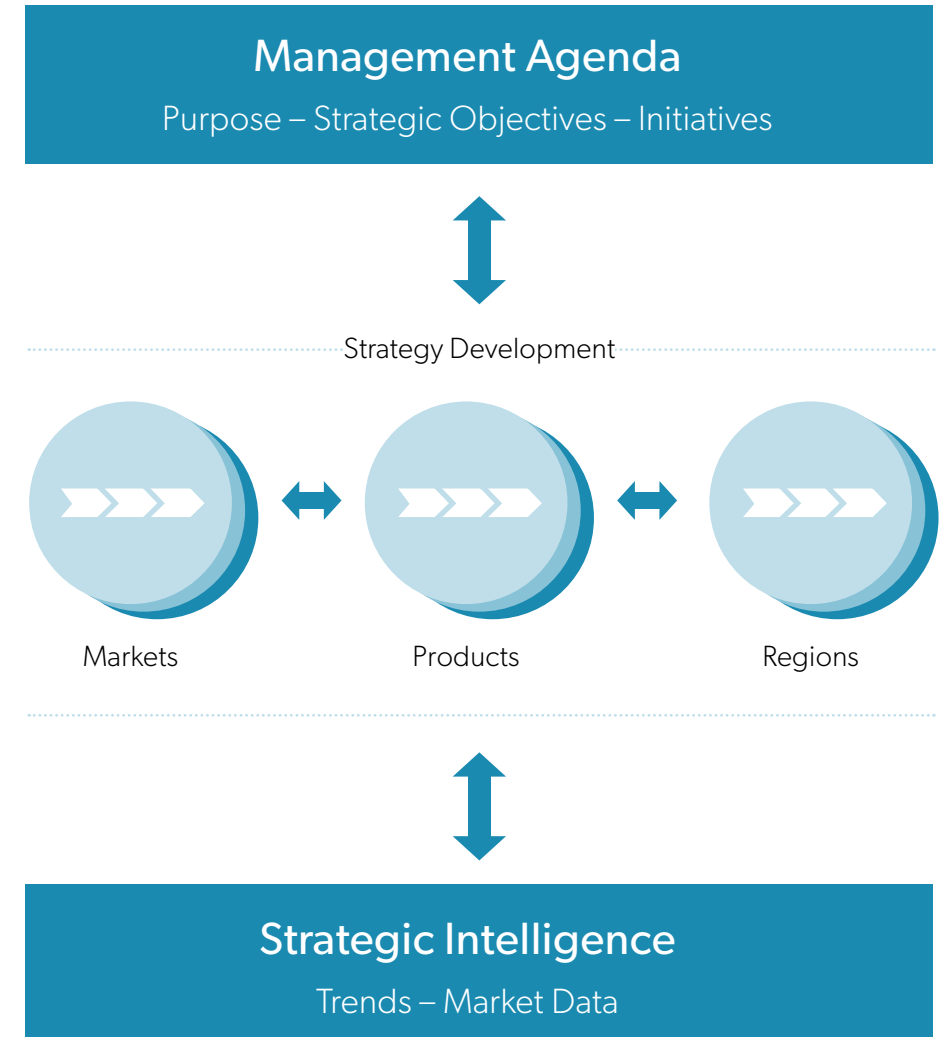 Management Agenda
Purpose – Strategic Objectives – Initiatives
Strategy Development
Markets
Products
Regions
Strategic Intelligence
Trends – Market Data